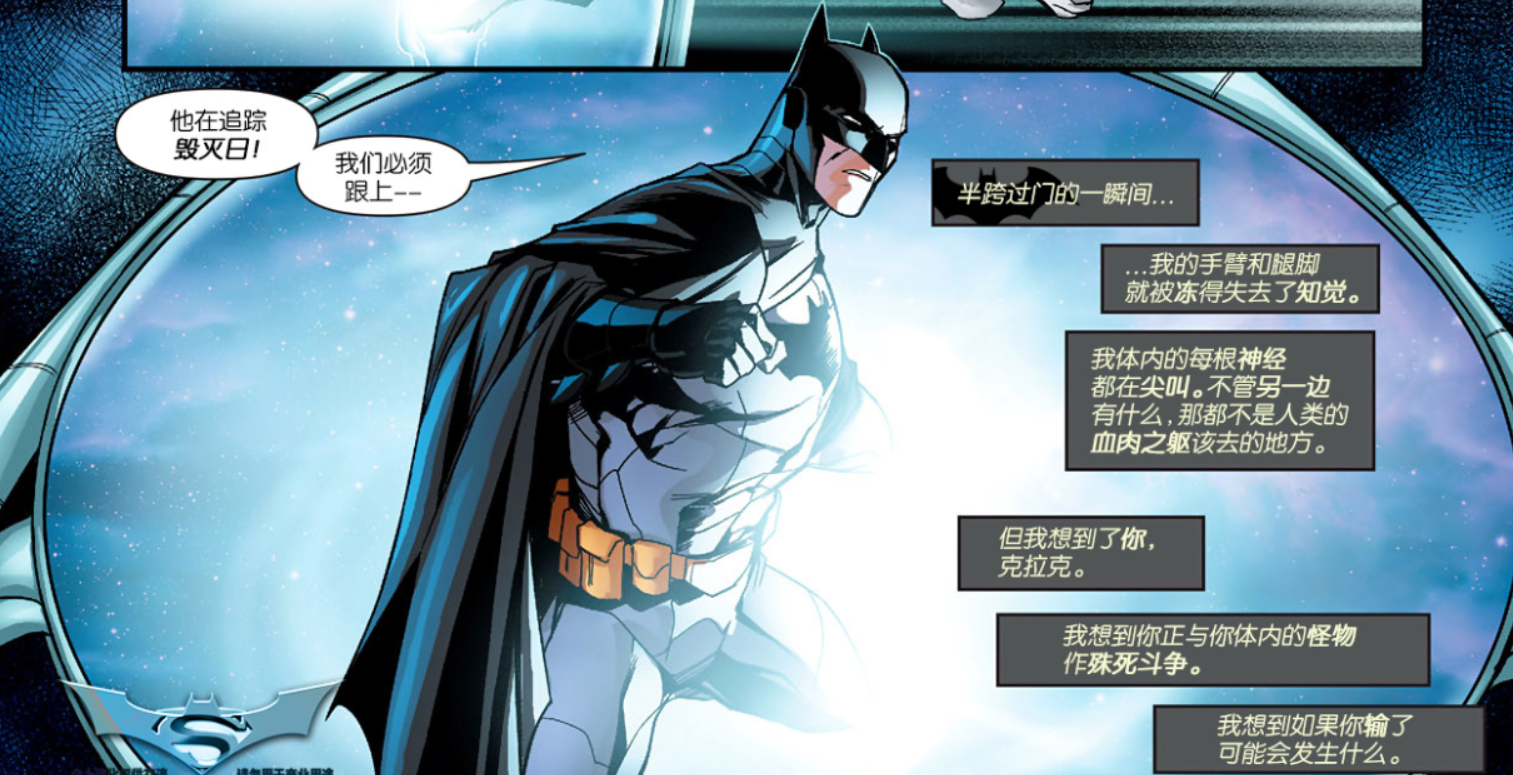 他在追踪
毁灭日！
我们必须
跟上--
半跨过门的一瞬间…
…我的手臂和腿脚
就被冻得失去了知觉。
我体内的每根神经
都在尖叫。不管另一边
有什么，那都不是人类的
血肉之躯该去的地方。
但我想到了你，
克拉克。
我想到你正与你体内的怪物
作殊死斗争。
我想到如果你输了
可能会发生什么。